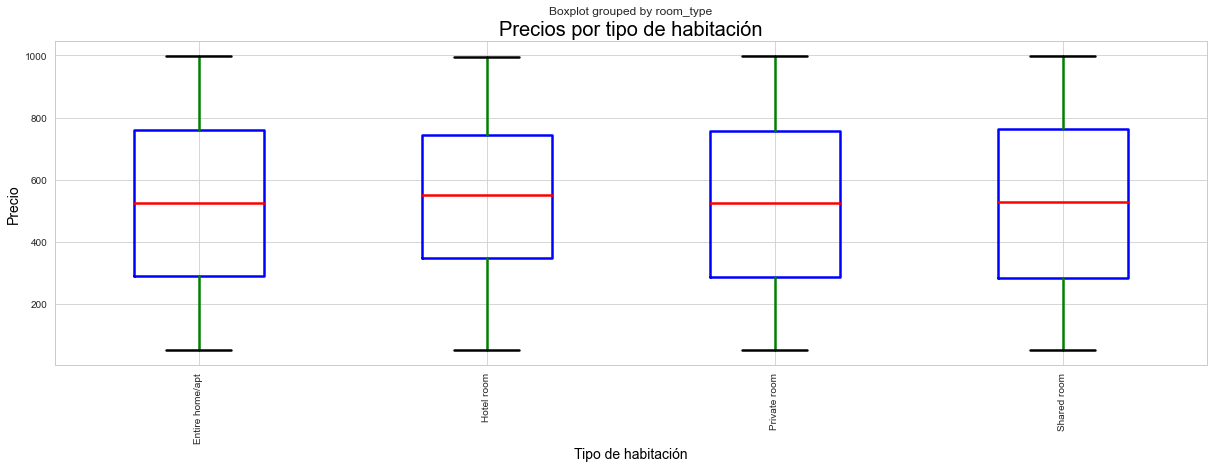 Boxplot grouped by room_type
Precios por tipo de habitación
1000
800
600
400
200
Precio
Entire home/apt
Hotel room
Private room
Shared room
Tipo de habitación